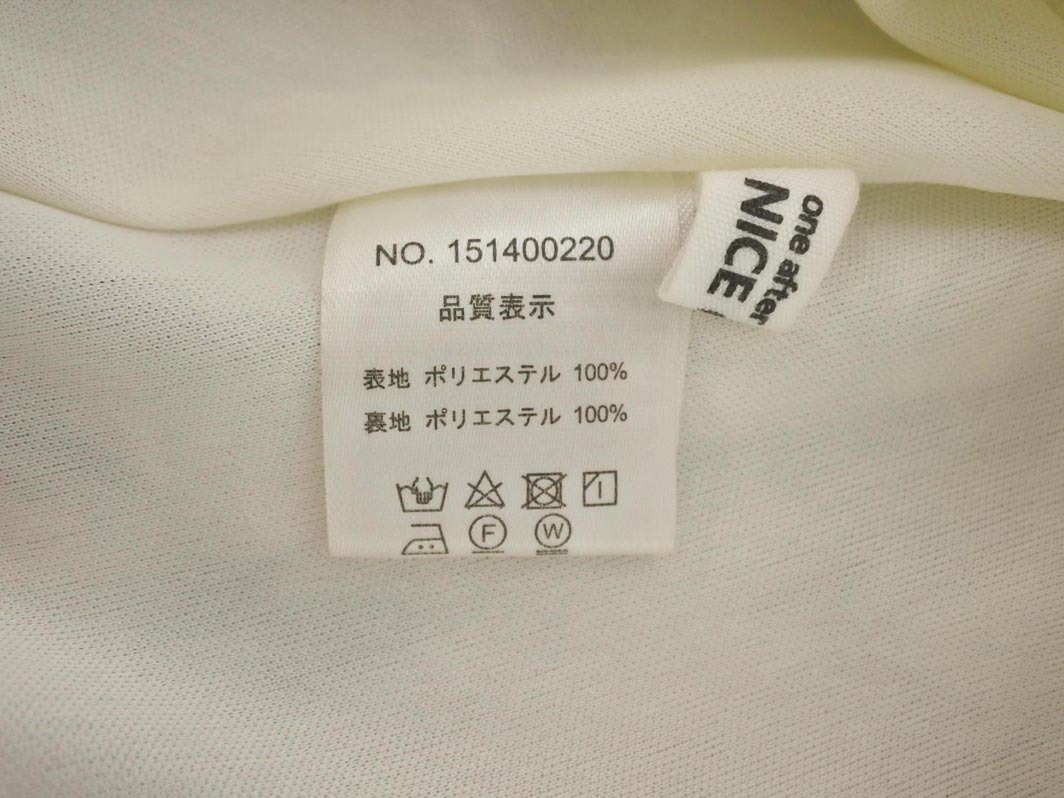 NO. 151400220
品質表示
表地 ポリエステル 100%
裏地 ポリエステル 100%
F
W
one after
NICE